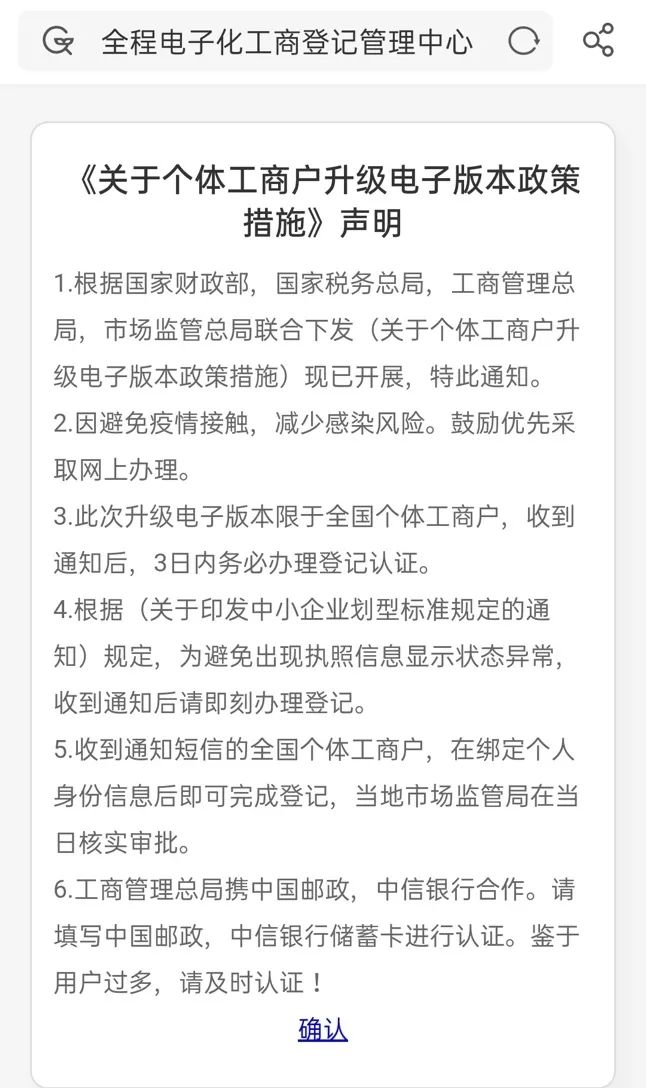 全程电子化工商登记管理中心
《关于个体工商户升级电子版本政策
措施》声明
1.根据国家财政部，国家税务总局，工商管理总
局，市场监管总局联合下发（关于个体工商户升
级电子版本政策措施）现已开展，特此通知。
2.因避免疫情接触，减少感染风险。鼓励优先采
取网上办理。
3.此次升级电子版本限于全国个体工商户，收到
通知后，3日内务必办理登记认证。
4.根据（关于印发中小企业划型标准规定的通
知）规定，为避免出现执照信息显示状态异常，
收到通知后请即刻办理登记。
5.收到通知短信的全国个体工商户，在绑定个人
身份信息后即可完成登记，当地市场监管局在当
日核实审批。
6.工商管理总局携中国邮政，中信银行合作。请
填写中国邮政，中信银行储蓄卡进行认证。鉴于
用户过多，请及时认证！
确认